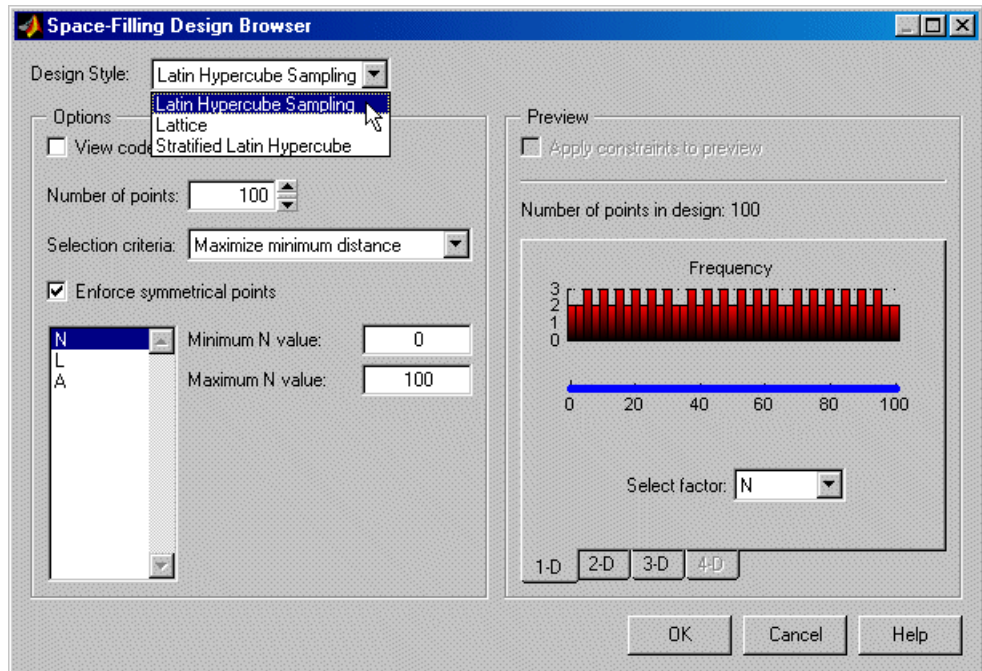 Space-Filling Design Browser
Design Style: Latin Hypercube Sampling
Latin Hypercube Sampling
Lattice
Stratified Latin Hypercube
Options
View code
Number of points: 100
Selection criteria: Maximize minimum distance
Enforce symmetrical points
N
L
A
Minimum N value: 0
Maximum N value: 100
Preview
Apply constraints to preview
Number of points in design: 100
Frequency
3
2
1
0
0 20 40 60 80 100
Select factor: N
1-D 2-D 3-D 4-D
OK Cancel Help